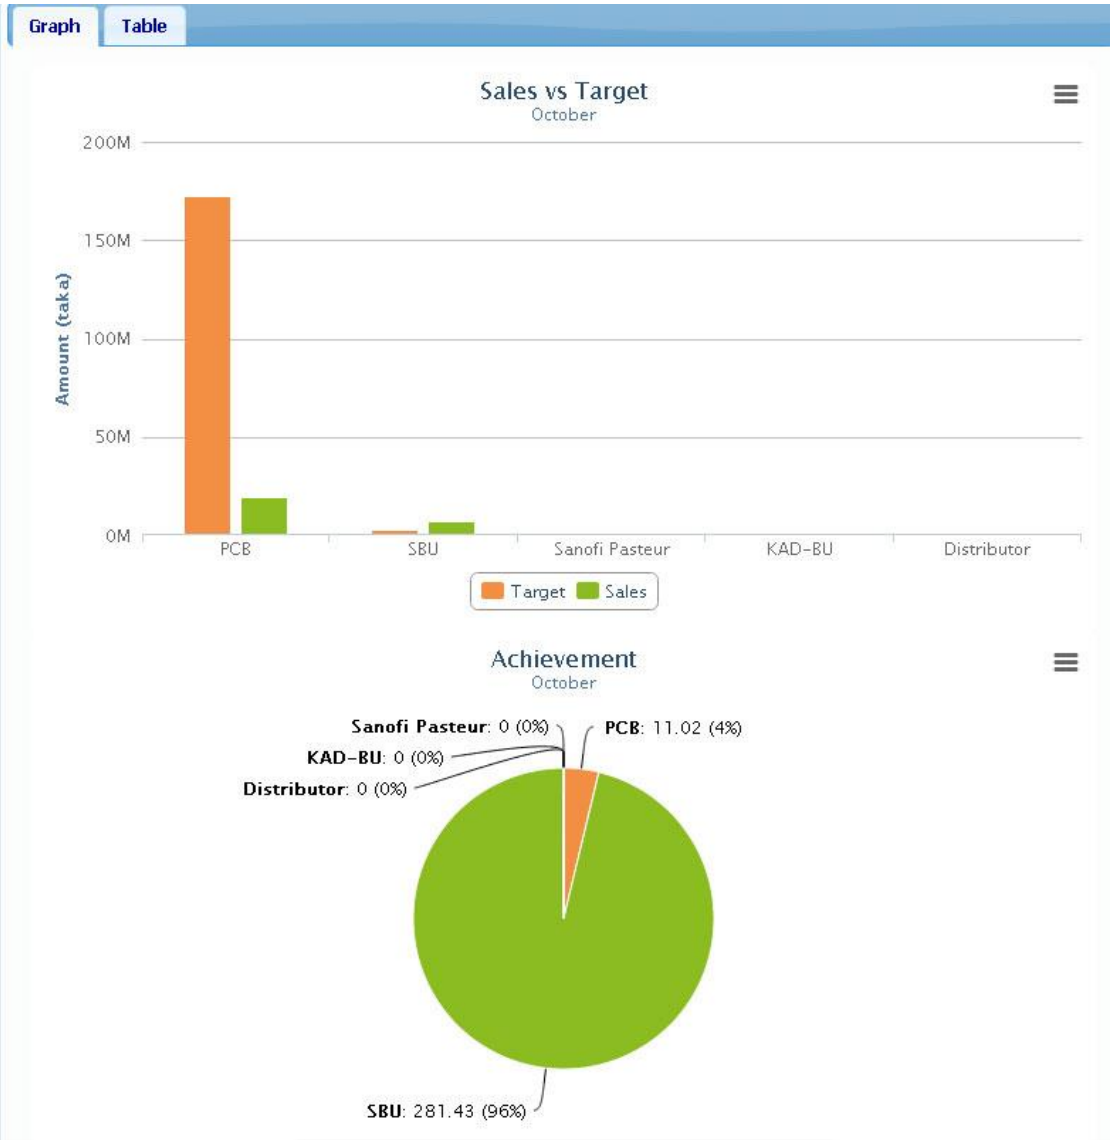 Graph Table
Sales vs Target
October
200M
150M
100M
50M
0M
Amount (taka)
PCB SBU Sanofi Pasteur KAD-BU Distributor
Target Sales
Achievement
October
Sanofi Pasteur: 0 (0%) PCB: 11.02 (4%)
KAD-BU: 0 (0%)
Distributor: 0 (0%)
SBU: 281.43 (96%)